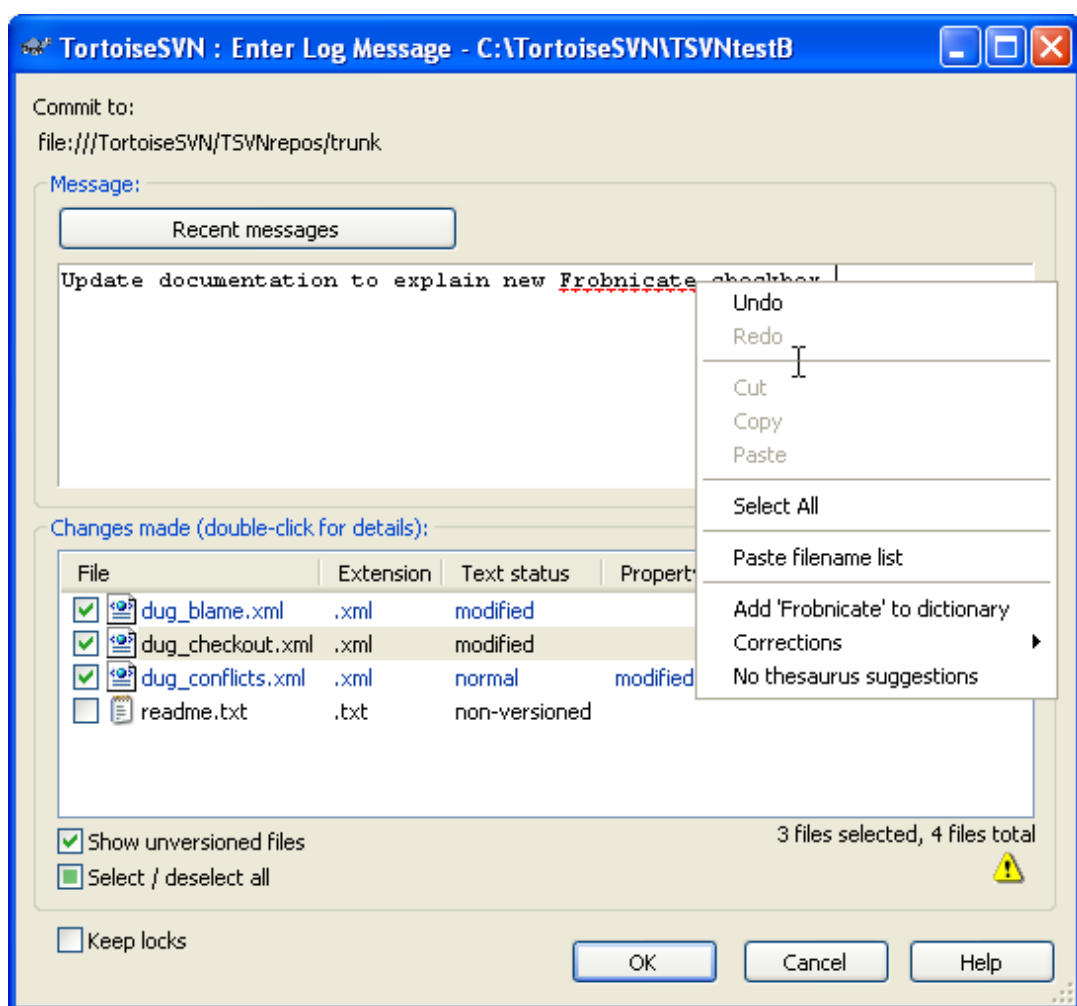 TortoiseSVN : Enter Log Message - C:\TortoiseSVN\TSVNtestB
Commit to:
file:///TortoiseSVN/TSVNrepos/trunk
Message:
Recent messages
Update documentation to explain new Frobnicate checkbox
Undo
Redo
Cut
Copy
Paste
Select All
Paste filename list
Add 'Frobnicate' to dictionary
Corrections
No thesaurus suggestions
Changes made (double-click for details):
File Extension Text status Property
dug_blame.xml .xml modified
dug_checkout.xml .xml modified
dug_conflicts.xml .xml normal modified
readme.txt .txt non-versioned
Show unversioned files
3 files selected, 4 files total
Select / deselect all
Keep locks
OK Cancel Help